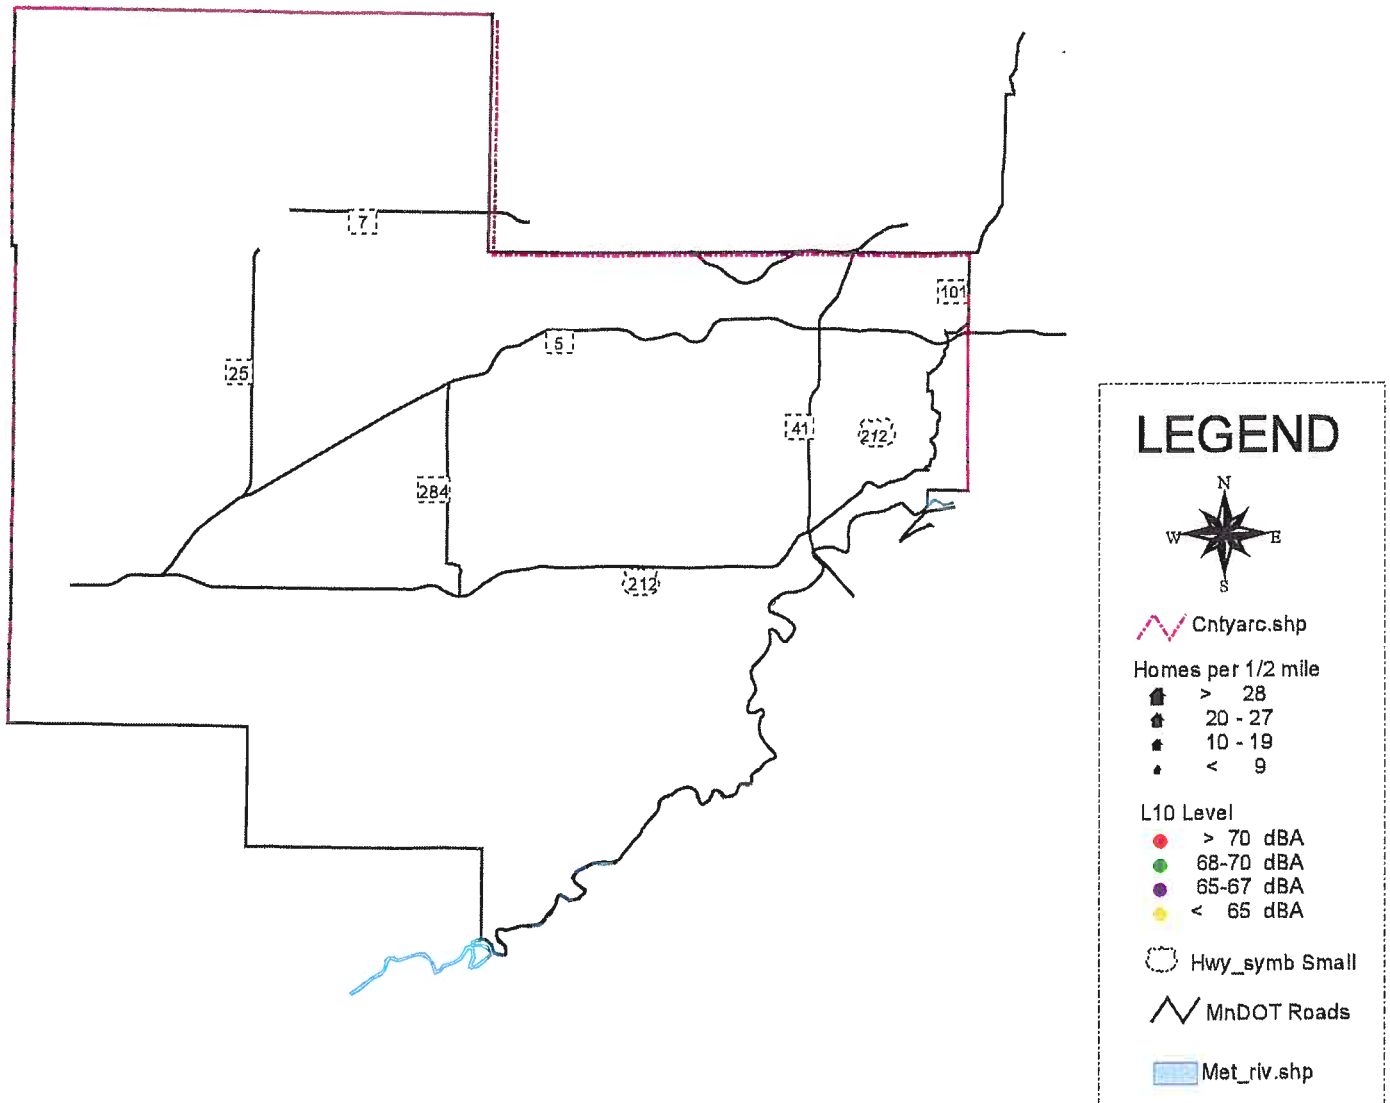 7
101
5
25
41
212
284
212
LEGEND
N
W E
S
Cntyarc.shp
Homes per 1/2 mile
> 28
20 - 27
10 - 19
< 9
L10 Level
> 70 dBA
68-70 dBA
65-67 dBA
< 65 dBA
Hwy_symb Small
MnDOT Roads
Met_riv.shp